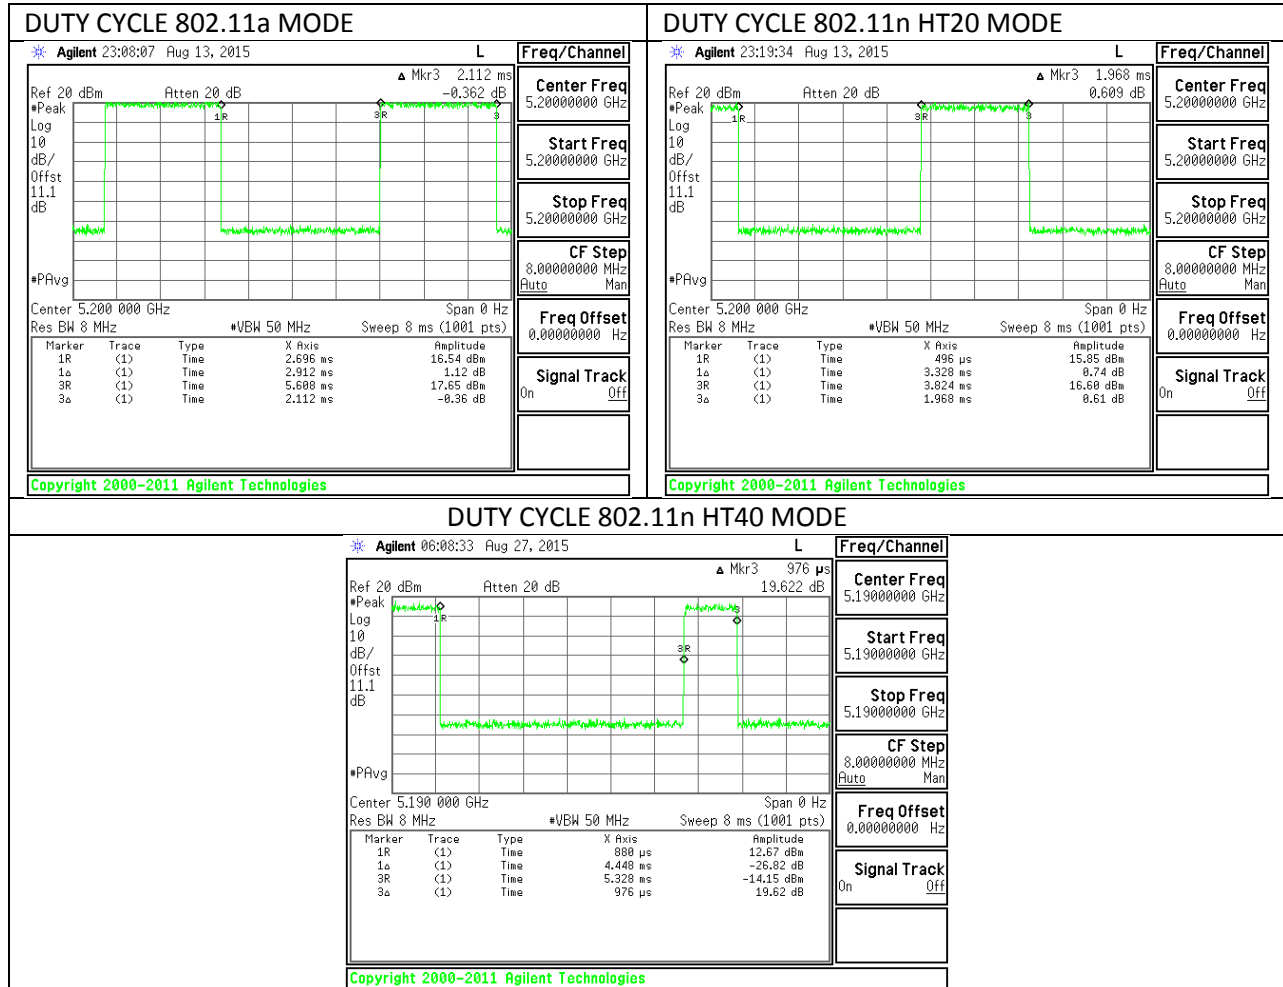 DUTY CYCLE 802.11a MODE
Agilent 23:08:07 Aug 13, 2015 L
Freq/Channel
Δ Mkr3 2.112 ms
Ref 20 dBm Atten 20 dB -0.362 dB
#Peak
Log
10
dB/
Offst
11.1
dB
#PAvg
1R
3R
3
Center 5.200 000 GHz Span 0 Hz
Res BW 8 MHz #VBW 50 MHz Sweep 8 ms (1001 pts)
Marker Trace Type X Axis Amplitude
1R (1) Time 2.696 ms 16.54 dBm
1Δ (1) Time 2.912 ms 1.12 dB
3R (1) Time 5.608 ms 17.65 dBm
3Δ (1) Time 2.112 ms -0.36 dB
Center Freq
5.20000000 GHz
Start Freq
5.20000000 GHz
Stop Freq
5.20000000 GHz
CF Step
8.00000000 MHz
Auto Man
Freq Offset
0.00000000 Hz
Signal Track
On Off
Copyright 2000-2011 Agilent Technologies
DUTY CYCLE 802.11n HT20 MODE
Agilent 23:19:34 Aug 13, 2015 L
Freq/Channel
Δ Mkr3 1.968 ms
Ref 20 dBm Atten 20 dB 0.609 dB
#Peak
Log
10
dB/
Offst
11.1
dB
#PAvg
1R
3R
3
Center 5.200 000 GHz Span 0 Hz
Res BW 8 MHz #VBW 50 MHz Sweep 8 ms (1001 pts)
Marker Trace Type X Axis Amplitude
1R (1) Time 496 µs 15.85 dBm
1Δ (1) Time 3.328 ms 0.74 dB
3R (1) Time 3.824 ms 16.60 dBm
3Δ (1) Time 1.968 ms 0.61 dB
Center Freq
5.20000000 GHz
Start Freq
5.20000000 GHz
Stop Freq
5.20000000 GHz
CF Step
8.00000000 MHz
Auto Man
Freq Offset
0.00000000 Hz
Signal Track
On Off
Copyright 2000-2011 Agilent Technologies
DUTY CYCLE 802.11n HT40 MODE
Agilent 06:08:33 Aug 27, 2015 L
Freq/Channel
Δ Mkr3 976 µs
Ref 20 dBm Atten 20 dB 19.622 dB
#Peak
Log
10
dB/
Offst
11.1
dB
#PAvg
1R
3R
3
Center 5.190 000 GHz Span 0 Hz
Res BW 8 MHz #VBW 50 MHz Sweep 8 ms (1001 pts)
Marker Trace Type X Axis Amplitude
1R (1) Time 880 µs 12.67 dBm
1Δ (1) Time 4.448 ms -26.82 dB
3R (1) Time 5.328 ms -14.15 dBm
3Δ (1) Time 976 µs 19.62 dB
Center Freq
5.19000000 GHz
Start Freq
5.19000000 GHz
Stop Freq
5.19000000 GHz
CF Step
8.00000000 MHz
Auto Man
Freq Offset
0.00000000 Hz
Signal Track
On Off
Copyright 2000-2011 Agilent Technologies